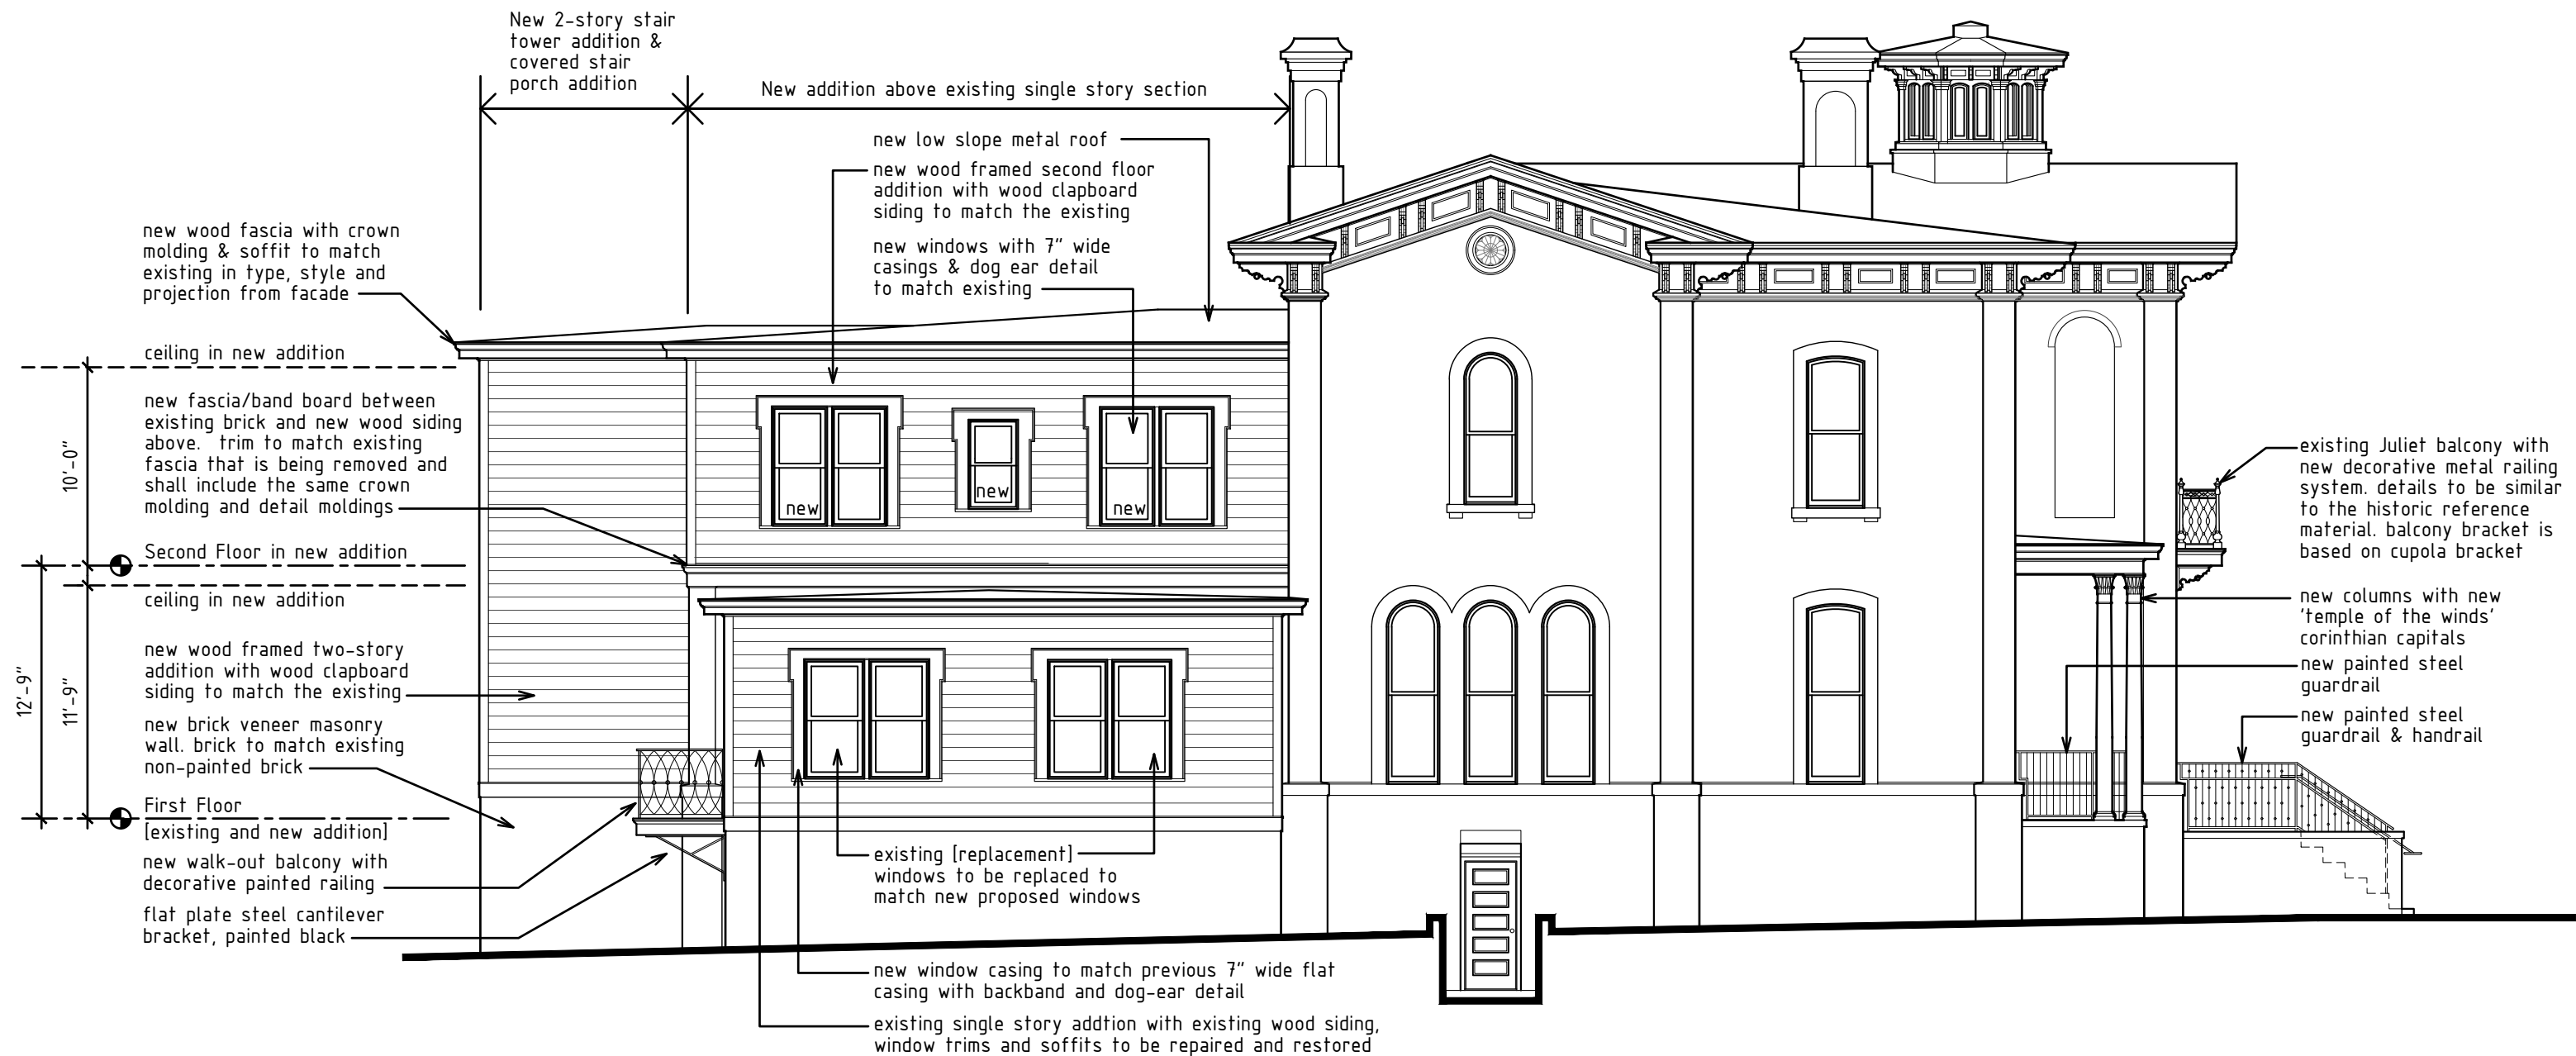 New 2-story stair
tower addition &
covered stair
porch addition
New addition above existing single story section
new low slope metal roof
new wood framed second floor
addition with wood clapboard
siding to match the existing
new windows with 7" wide
casings & dog ear detail
to match existing
new wood fascia with crown
molding & soffit to match
existing in type, style and
projection from facade
ceiling in new addition
new fascia/band board between
existing brick and new wood siding
above. trim to match existing
fascia that is being removed and
shall include the same crown
molding and detail moldings
10'-0"
Second Floor in new addition
ceiling in new addition
new wood framed two-story
addition with wood clapboard
siding to match the existing
12'-9"
11'-9"
new brick veneer masonry
wall. brick to match existing
non-painted brick
First Floor
[existing and new addition]
new walk-out balcony with
decorative painted railing
flat plate steel cantilever
bracket, painted black
new
new
new
existing [replacement]
windows to be replaced to
match new proposed windows
new window casing to match previous 7" wide flat
casing with backband and dog-ear detail
existing single story addtion with existing wood siding,
window trims and soffits to be repaired and restored
existing Juliet balcony with
new decorative metal railing
system. details to be similar
to the historic reference
material. balcony bracket is
based on cupola bracket
new columns with new
'temple of the winds'
corinthian capitals
new painted steel
guardrail
new painted steel
guardrail & handrail